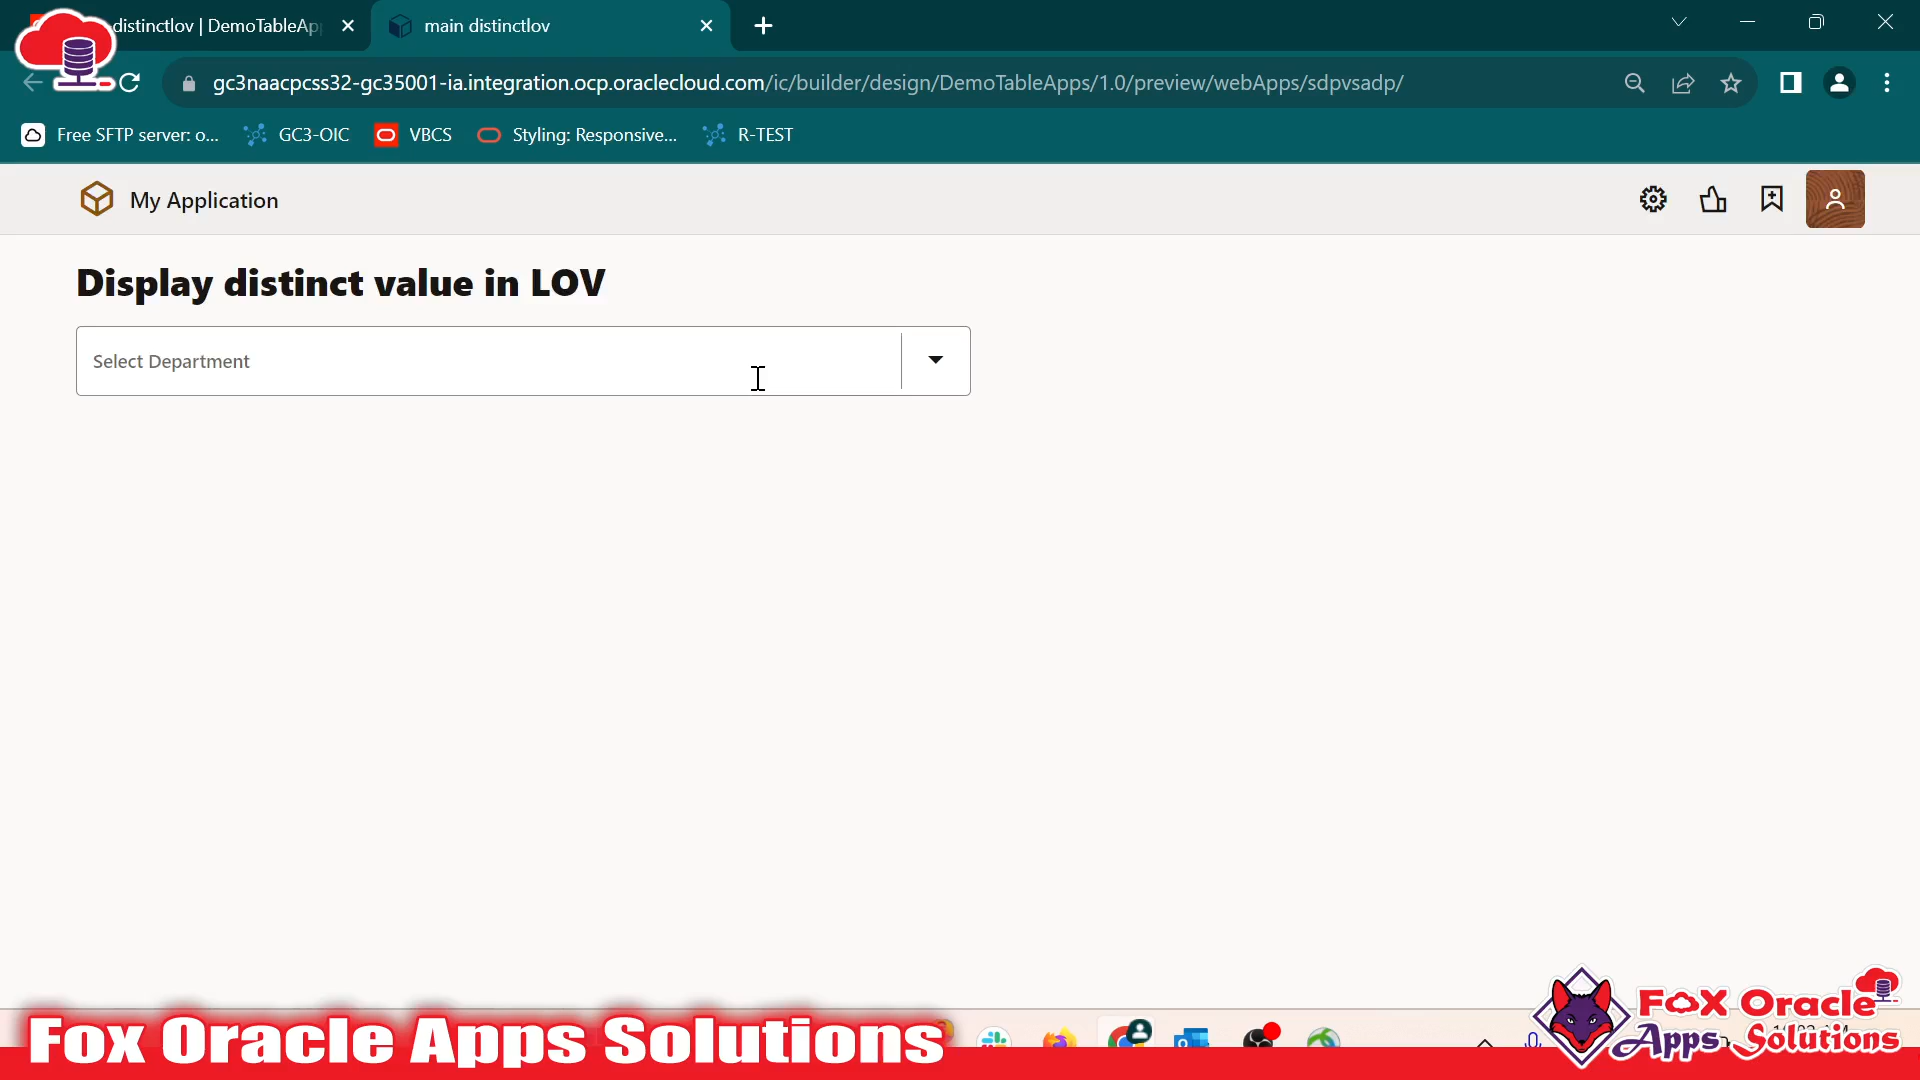 distinctlov | DemoTableAp
main distinctlov
gc3naacpcss32-gc35001-ia.integration.ocp.oraclecloud.com/ic/builder/design/DemoTableApps/1.0/preview/webApps/sdpvsadp/
Free SFTP server: o...
GC3-OIC
VBCS
Styling: Responsive...
R-TEST
My Application
Display distinct value in LOV
Select Department
Fox Oracle Apps Solutions
Fox Oracle
Apps Solutions